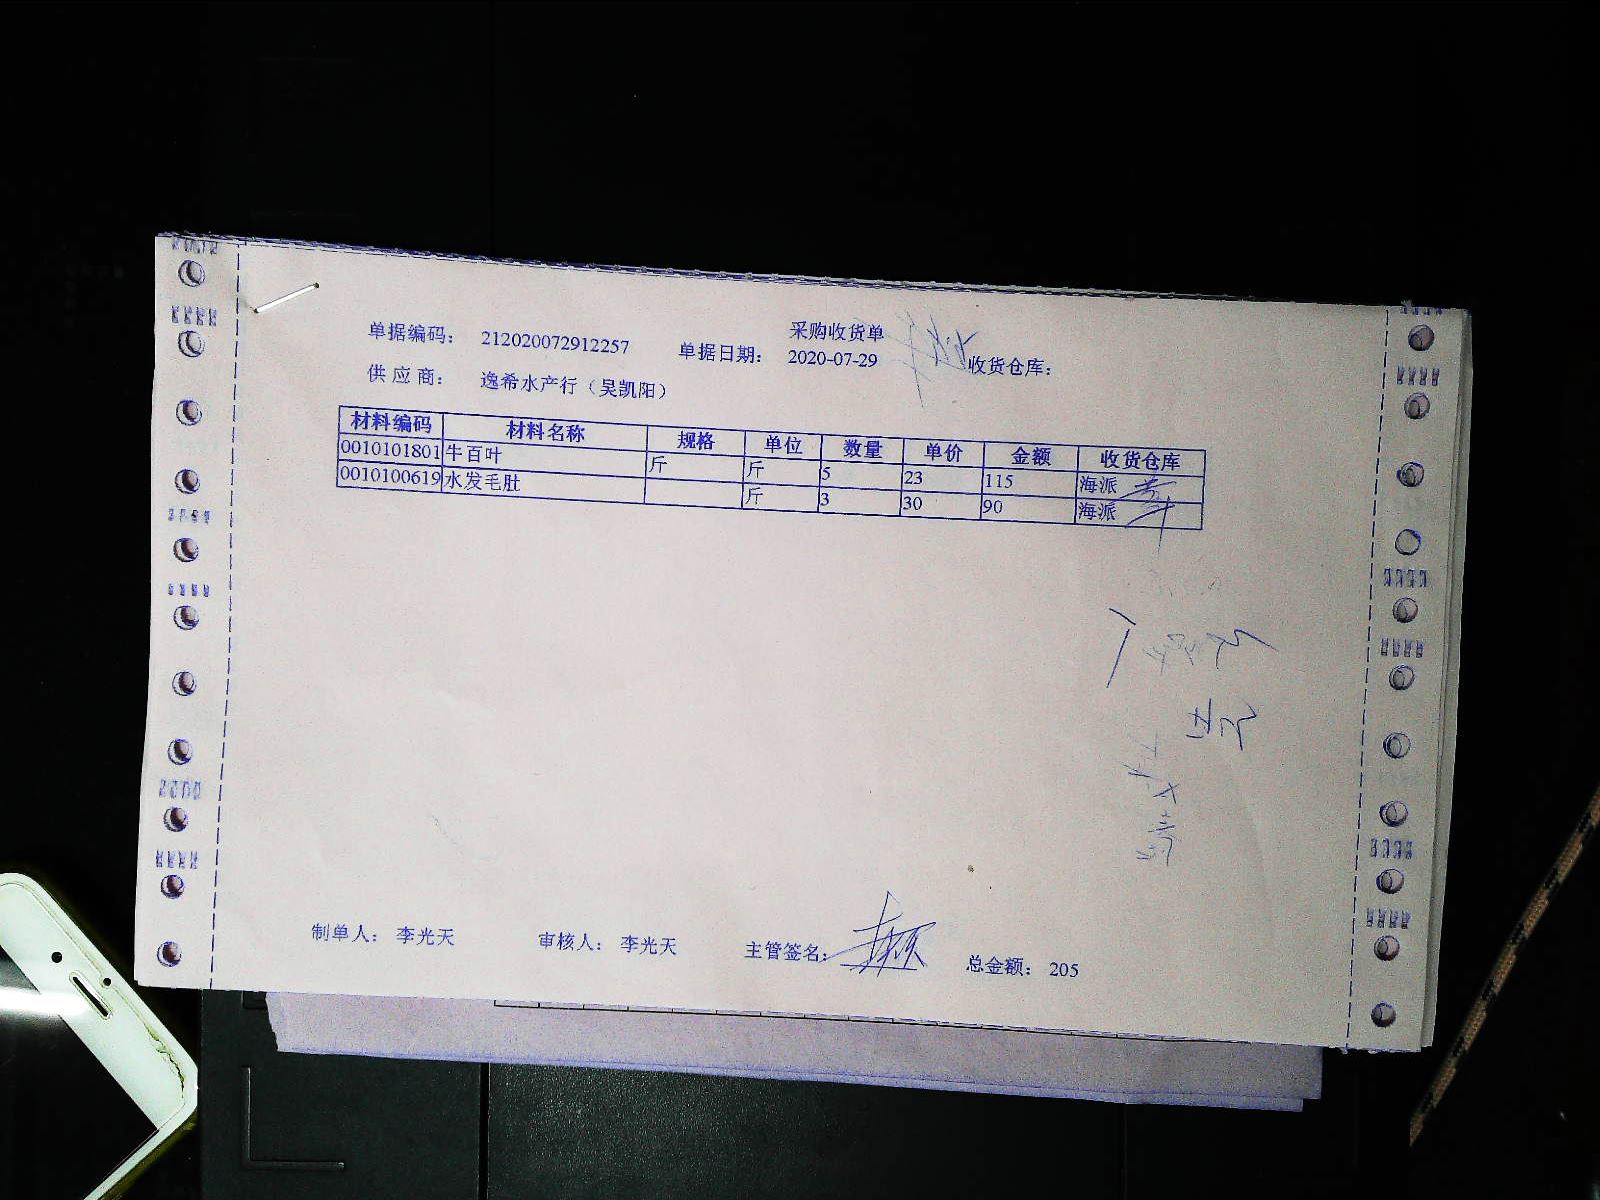 采购收货单
单据编码： 212020072912257 单据日期： 2020-07-29 收货仓库：
供 应 商： 逸希水产行（吴凯阳）
材料编码 材料名称 规格 单位 数量 单价 金额 收货仓库
0010101801 牛百叶 斤 斤 5 23 115 海派
0010100619 水发毛肚 斤 3 30 90 海派
制单人： 李光天 审核人： 李光天 主管签名： 总金额： 205